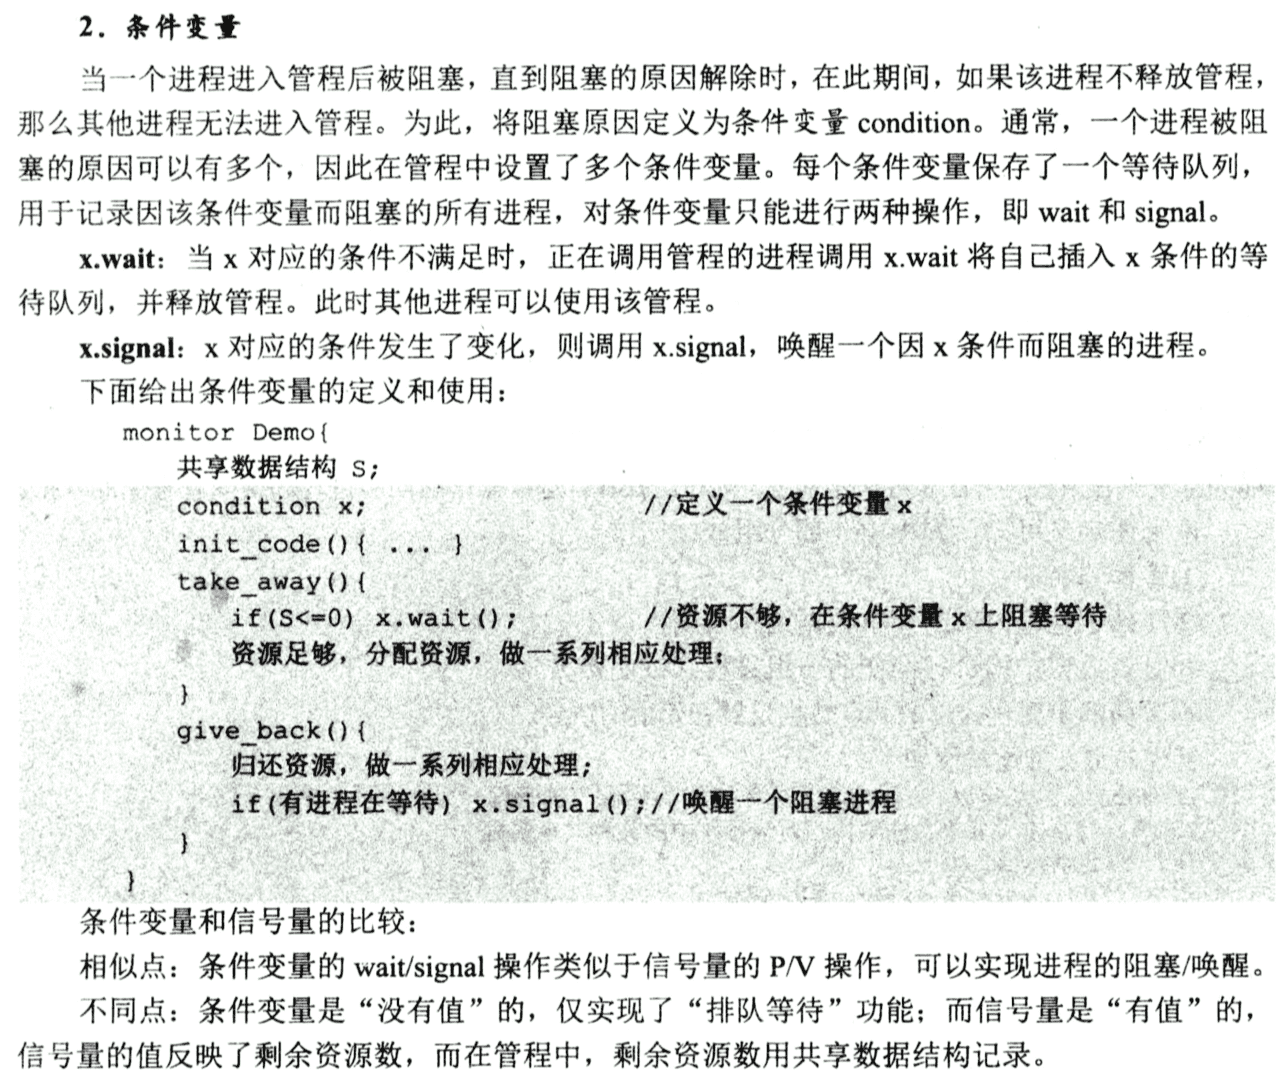 2. 条件变量
当一个进程进入管程后被阻塞，直到阻塞的原因解除时，在此期间，如果该进程不释放管程，
那么其他进程无法进入管程。为此，将阻塞原因定义为条件变量 condition。通常，一个进程被阻
塞的原因可以有多个，因此在管程中设置了多个条件变量。每个条件变量保存了一个等待队列，
用于记录因该条件变量而阻塞的所有进程，对条件变量只能进行两种操作，即 wait 和 signal。
x.wait：当 x 对应的条件不满足时，正在调用管程的进程调用 x.wait 将自己插入 x 条件的等
待队列，并释放管程。此时其他进程可以使用该管程。
x.signal：x 对应的条件发生了变化，则调用 x.signal，唤醒一个因 x 条件而阻塞的进程。
下面给出条件变量的定义和使用：
monitor Demo{
共享数据结构 S;
condition x; //定义一个条件变量 x
init_code(){ ... }
take_away(){
if(S<=0) x.wait(); //资源不够，在条件变量 x 上阻塞等待
资源足够，分配资源，做一系列相应处理;
}
give_back(){
归还资源，做一系列相应处理;
if(有进程在等待) x.signal();//唤醒一个阻塞进程
}
}
条件变量和信号量的比较：
相似点：条件变量的 wait/signal 操作类似于信号量的 P/V 操作，可以实现进程的阻塞/唤醒。
不同点：条件变量是“没有值”的，仅实现了“排队等待”功能；而信号量是“有值”的，
信号量的值反映了剩余资源数，而在管程中，剩余资源数用共享数据结构记录。